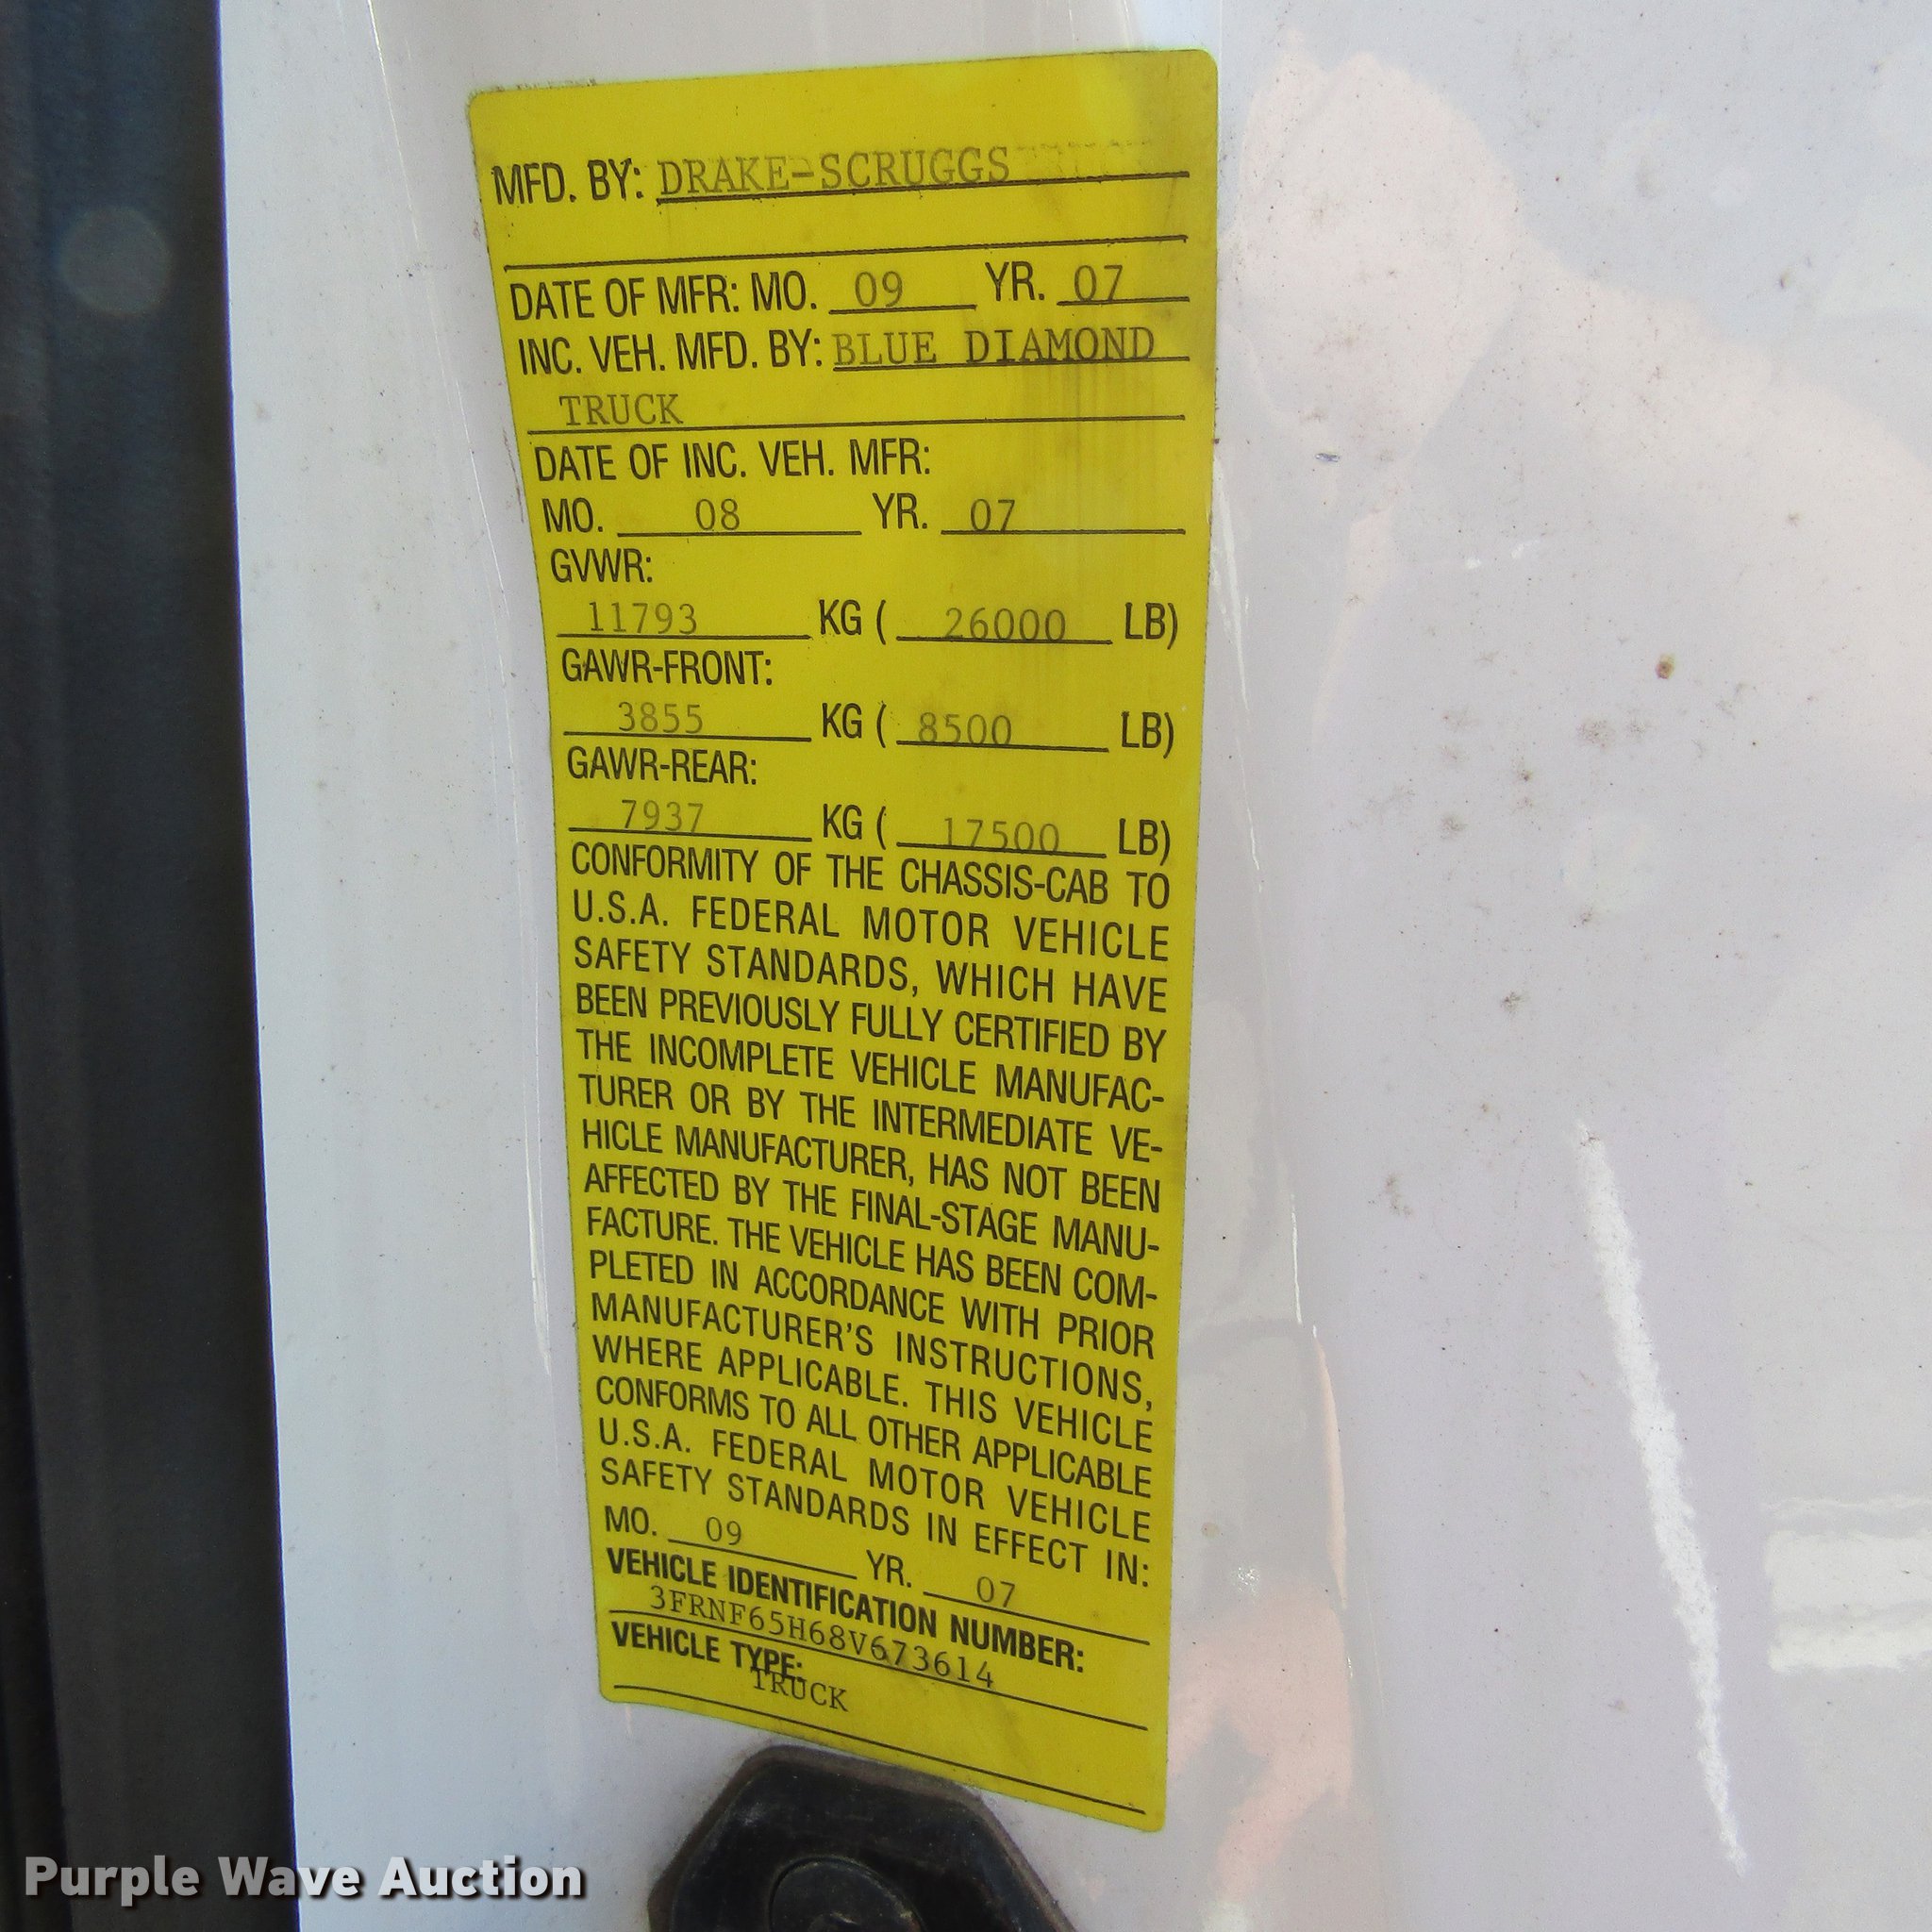 MFD. BY: DRAKE-SCRUGGS
DATE OF MFR: MO. 09 YR. 07
INC. VEH. MFD. BY: BLUE DIAMOND
TRUCK
DATE OF INC. VEH. MFR:
MO. 08 YR. 07
GVWR:
11793 KG ( 26000 LB)
GAWR-FRONT:
3855 KG ( 8500 LB)
GAWR-REAR:
7937 KG ( 17500 LB)
CONFORMITY OF THE CHASSIS-CAB TO
U.S.A. FEDERAL MOTOR VEHICLE
SAFETY STANDARDS, WHICH HAVE
BEEN PREVIOUSLY FULLY CERTIFIED BY
THE INCOMPLETE VEHICLE MANUFAC-
TURER OR BY THE INTERMEDIATE VE-
HICLE MANUFACTURER, HAS NOT BEEN
AFFECTED BY THE FINAL-STAGE MANU-
FACTURE. THE VEHICLE HAS BEEN COM-
PLETED IN ACCORDANCE WITH PRIOR
MANUFACTURER'S INSTRUCTIONS,
WHERE APPLICABLE. THIS VEHICLE
CONFORMS TO ALL OTHER APPLICABLE
U.S.A. FEDERAL MOTOR VEHICLE
SAFETY STANDARDS IN EFFECT IN:
MO. 09 YR. 07
VEHICLE IDENTIFICATION NUMBER:
3FRNF65H68V673614
VEHICLE TYPE:
TRUCK
Purple Wave Auction